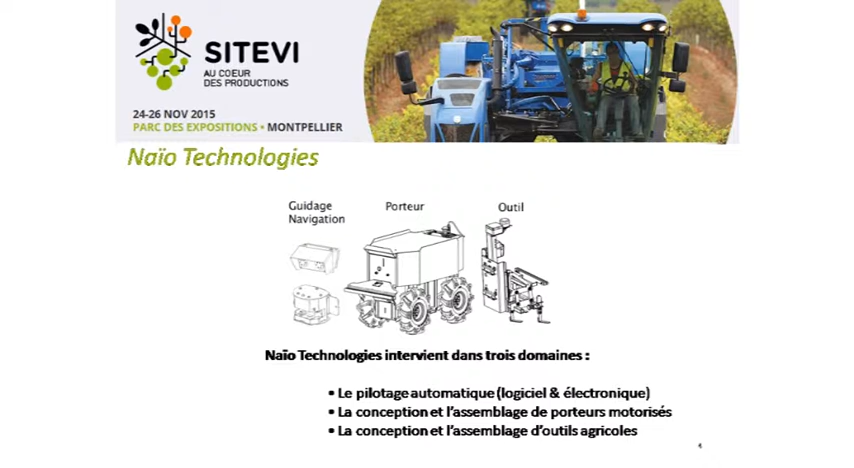 SITEVI
AU COEUR
DES PRODUCTIONS
24-26 NOV 2015
PARC DES EXPOSITIONS • MONTPELLIER
Naïo Technologies
Guidage
Navigation
Porteur
Outil
Naïo Technologies intervient dans trois domaines :
• Le pilotage automatique (logiciel & électronique)
• La conception et l'assemblage de porteurs motorisés
• La conception et l'assemblage d'outils agricoles